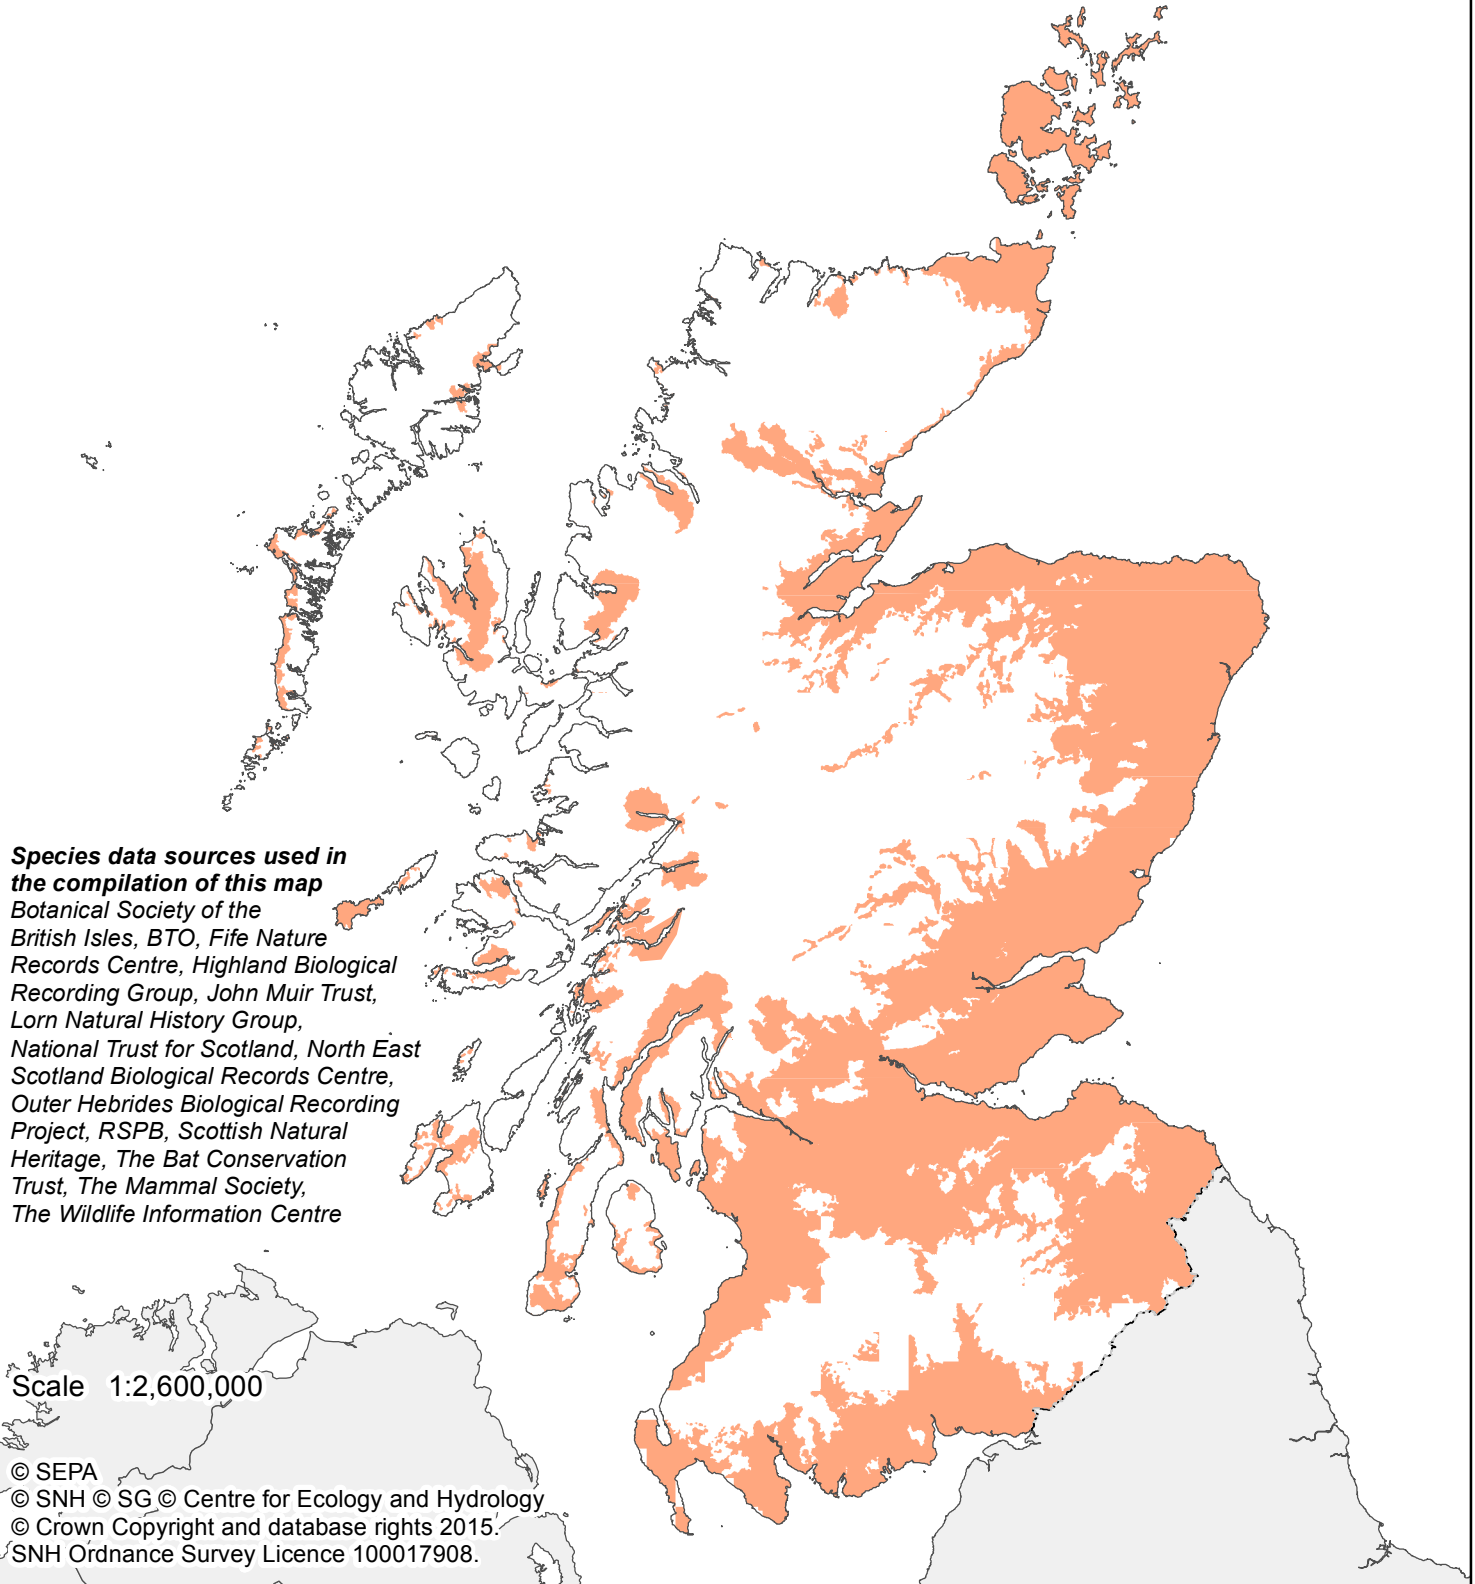 Species data sources used in
the compilation of this map
Botanical Society of the
British Isles, BTO, Fife Nature
Records Centre, Highland Biological
Recording Group, John Muir Trust,
Lorn Natural History Group,
National Trust for Scotland, North East
Scotland Biological Records Centre,
Outer Hebrides Biological Recording
Project, RSPB, Scottish Natural
Heritage, The Bat Conservation
Trust, The Mammal Society,
The Wildlife Information Centre
Scale 1:2,600,000
© SEPA
© SNH © SG © Centre for Ecology and Hydrology
© Crown Copyright and database rights 2015.
SNH Ordnance Survey Licence 100017908.